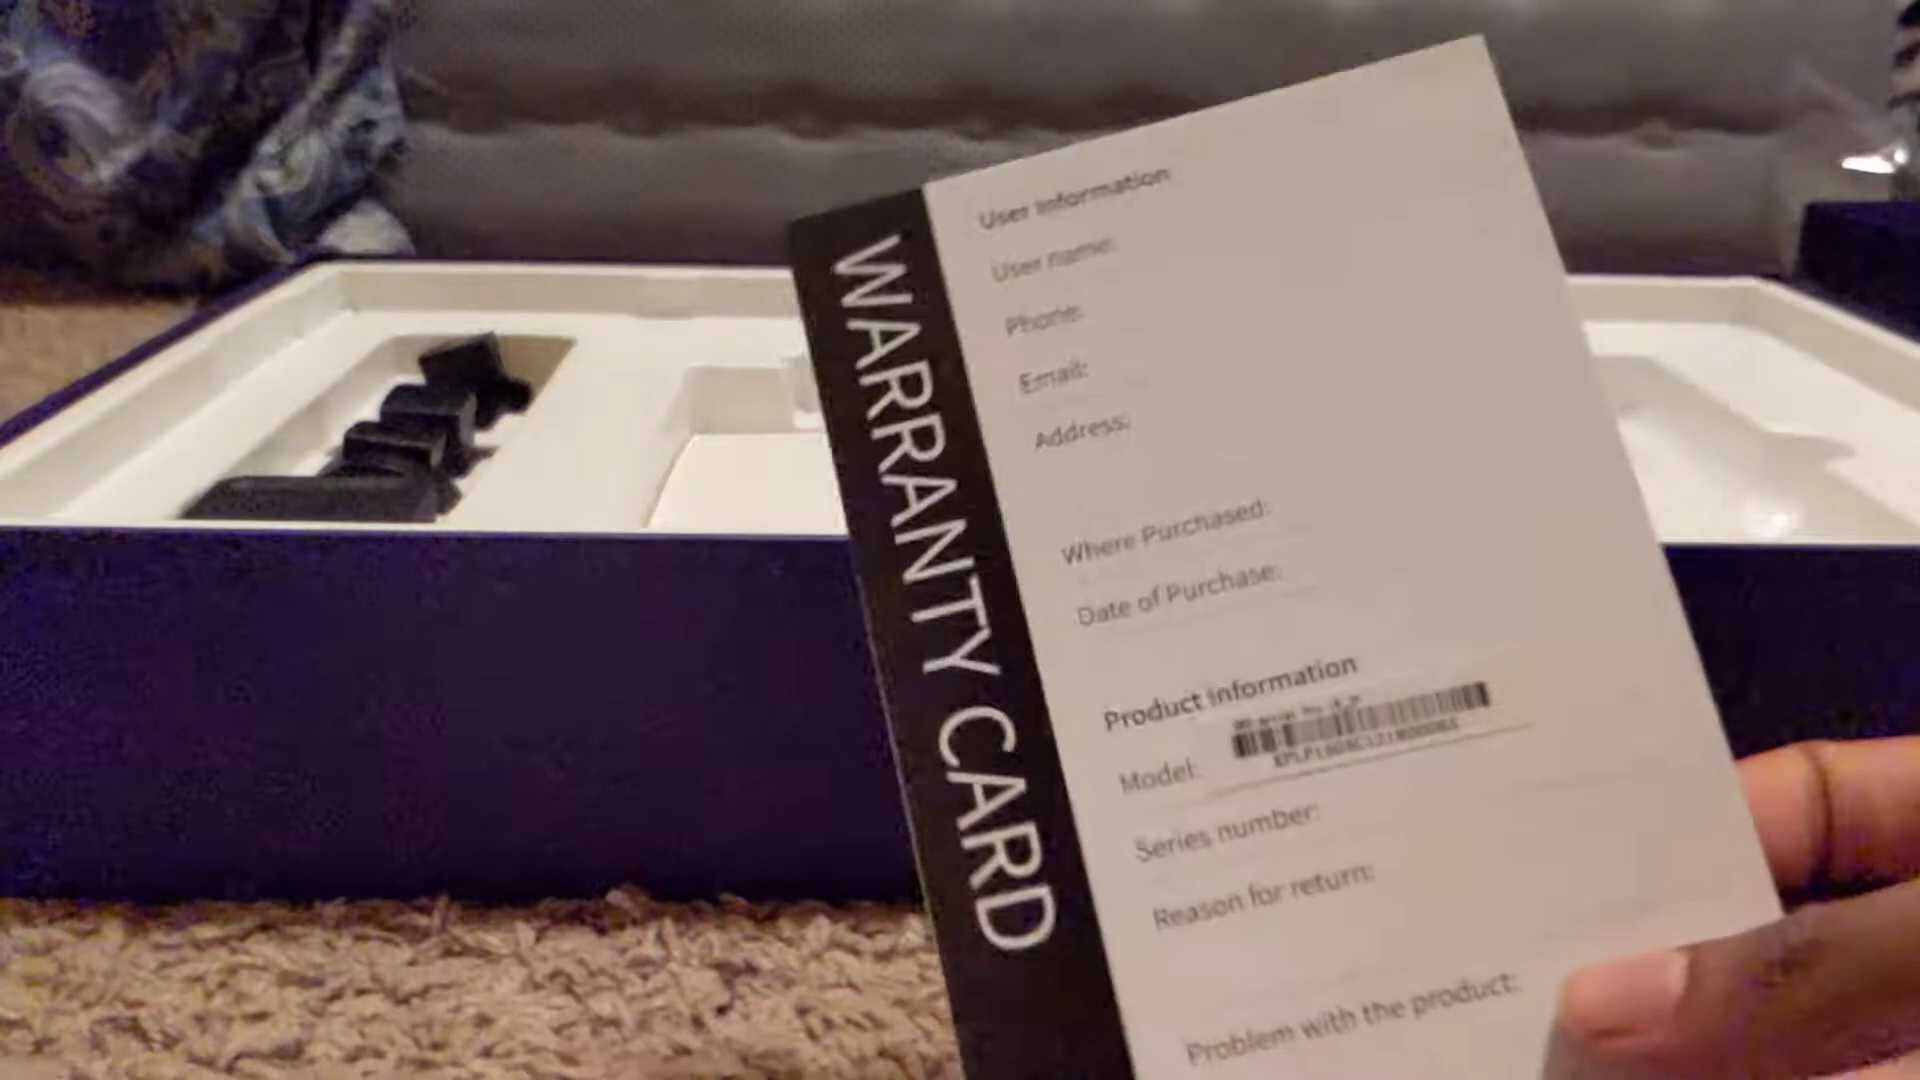 WARRANTY CARD
User Information
User name:
Phone:
Email:
Address:
Where Purchased:
Date of Purchase:
Product Information
Model:
Series number:
Reason for return:
Problem with the product: